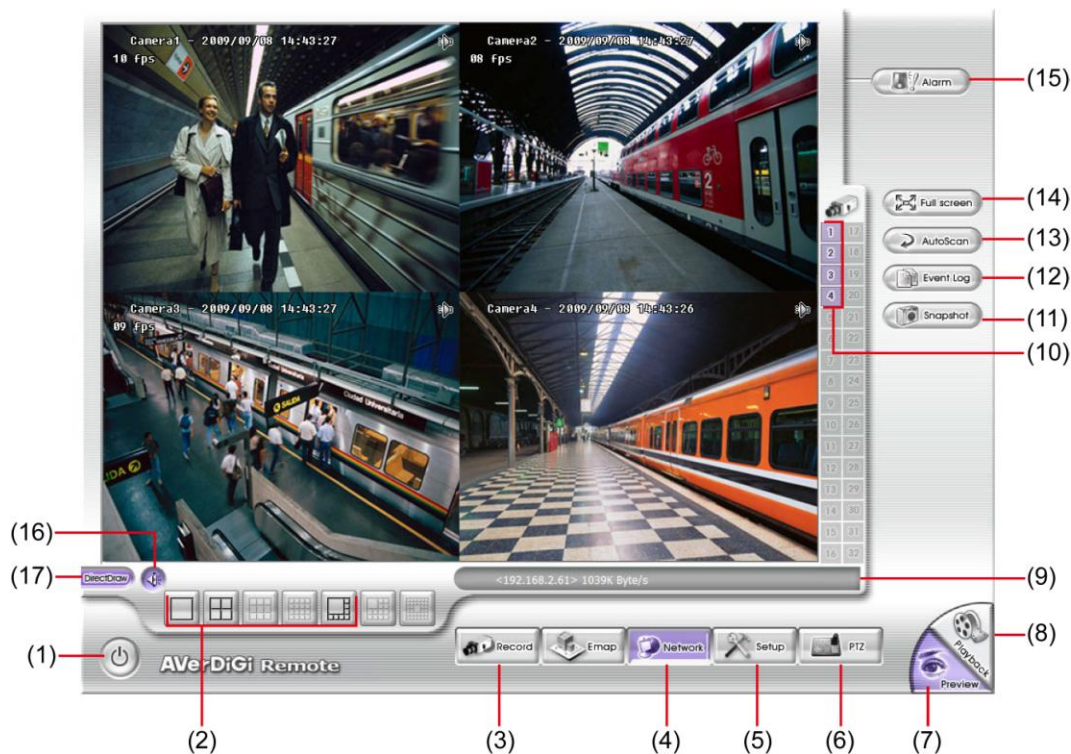 Camera1 - 2009/09/08 14:43:27
10 fps
Camera2 - 2009/09/08 14:43:27
08 fps
2
(15)
Alarm
(14)
Full screen
(13)
AutoScan
(12)
Event Log
(11)
Snapshot
(10)
1 17
2 18
3 19
4 20
21
6 22
7 23
8 24
9 25
10 26
11 27
12 28
13 29
14 30
15 31
16 32
Camera3 - 2009/09/08 14:43:27
09 fps
SALIDA
Ciudad Universitaria
Camera4 - 2009/09/08 14:43:26
(16)
(17)
DirectDraw
<192.168.2.61> 1039K Byte/s
(9)
(8)
(1)
AVerDiGi Remote
Record
Emap
Network
Setup
PTZ
Playback
Preview
(2)
(3)
(4)
(5)
(6)
(7)